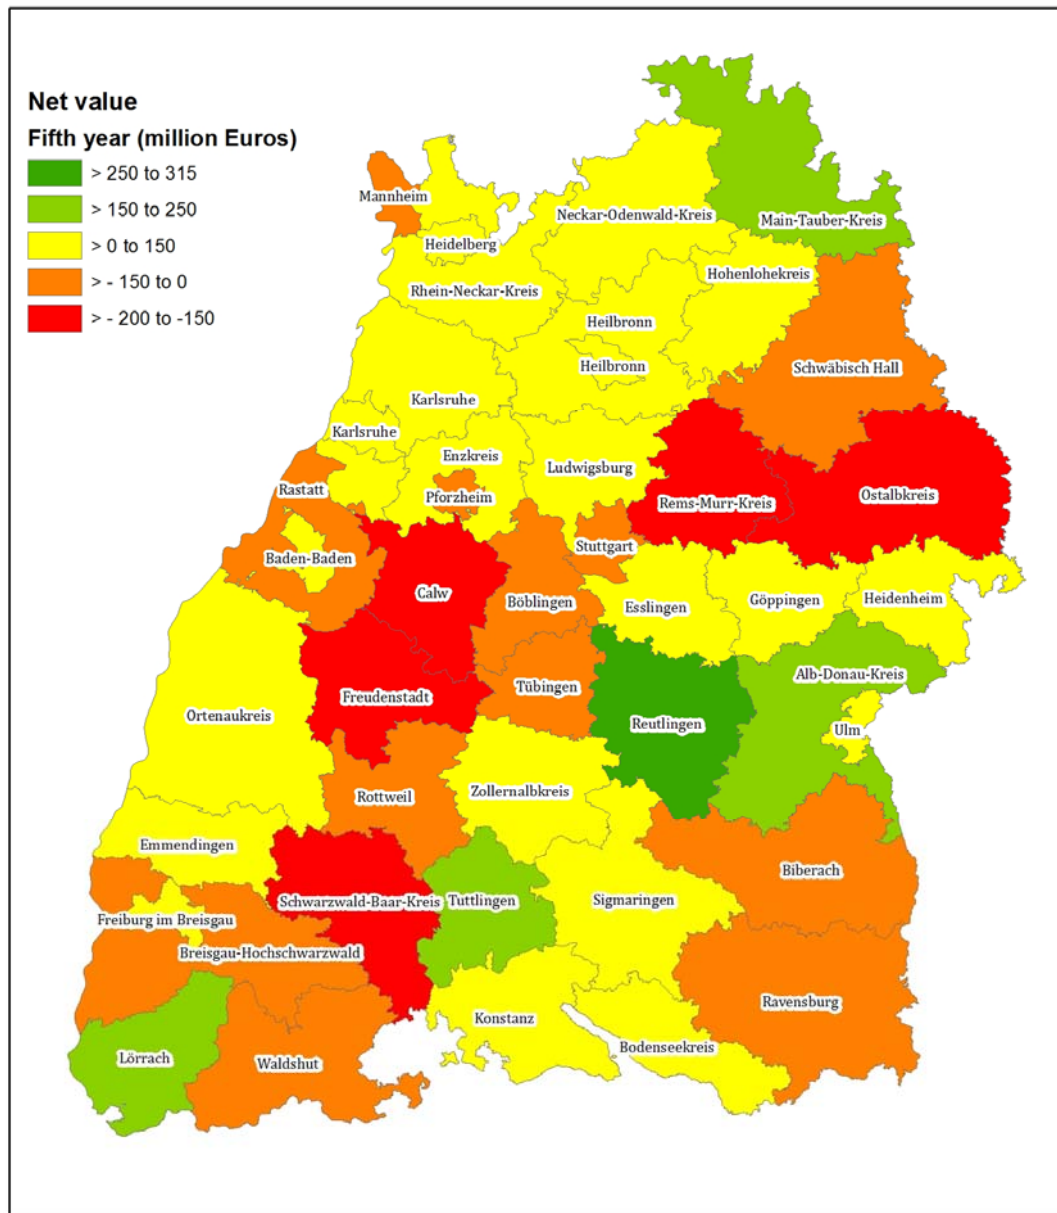 Net value
Fifth year (million Euros)
> 250 to 315
> 150 to 250
> 0 to 150
> - 150 to 0
> - 200 to -150
Mannheim
Neckar-Odenwald-Kreis
Main-Tauber-Kreis
Heidelberg
Hohenlohekreis
Rhein-Neckar-Kreis
Heilbronn
Heilbronn
Schwäbisch Hall
Karlsruhe
Karlsruhe
Enzkreis
Ludwigsburg
Rastatt
Pforzheim
Rems-Murr-Kreis
Ostalbkreis
Stuttgart
Baden-Baden
Calw
Böblingen
Esslingen
Göppingen
Heidenheim
Alb-Donau-Kreis
Tübingen
Freudenstadt
Ortenaukreis
Reutlingen
Ulm
Zollernalbkreis
Rottweil
Emmendingen
Biberach
Schwarzwald-Baar-Kreis
Tuttlingen
Sigmaringen
Freiburg im Breisgau
Breisgau-Hochschwarzwald
Ravensburg
Konstanz
Bodenseekreis
Lörrach
Waldshut